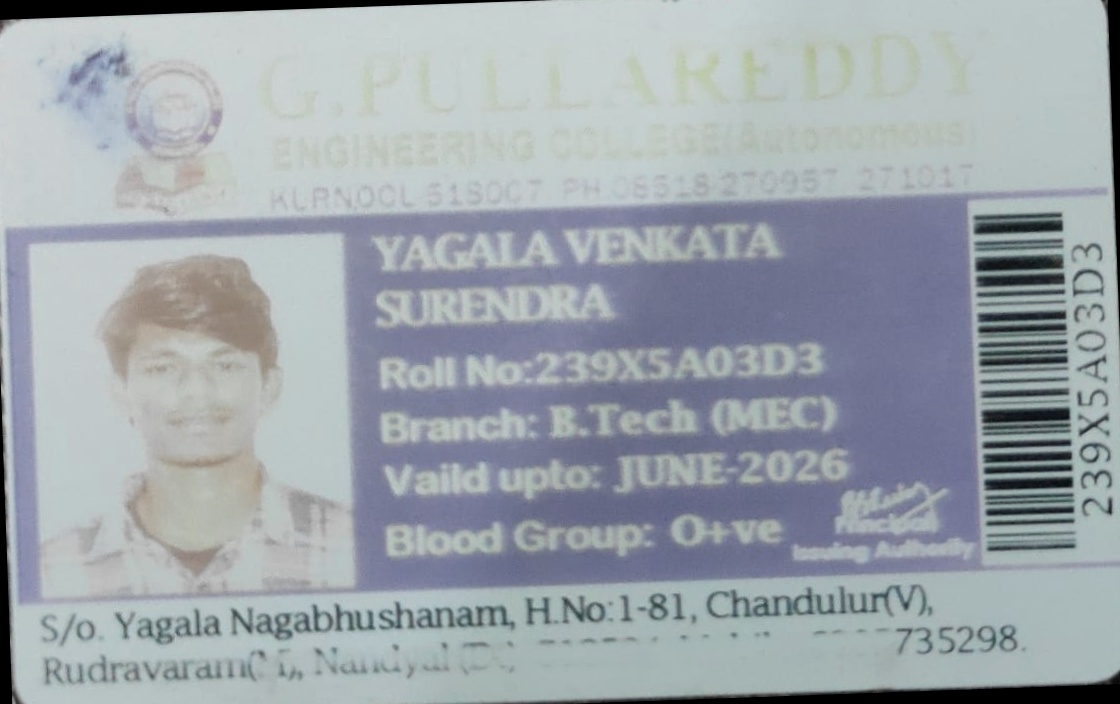 G.PULLAREDDY
ENGINEERING COLLEGE(Autonomous)
KURNOOL-518007. PH.08518-270957, 271017
YAGALA VENKATA
SURENDRA
Roll No:239X5A03D3
Branch: B.Tech (MEC)
Vaild upto: JUNE-2026
Blood Group: O+ve
Principal
Issuing Authority
239X5A03D3
S/o. Yagala Nagabhushanam, H.No:1-81, Chandulur(V),
Rudravaram(M), Nandyal 735298.